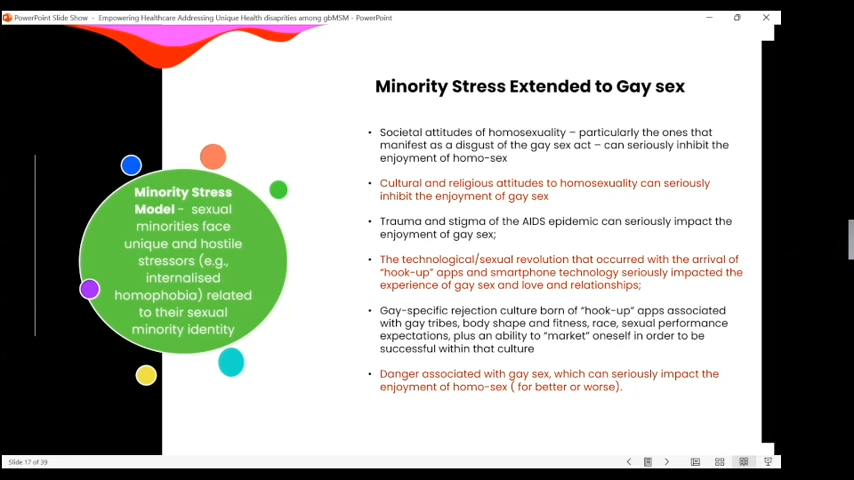 PowerPoint Slide Show - Empowering Healthcare Addressing Unique Health disaprities among gbMSM - PowerPoint
Minority Stress Extended to Gay sex
Minority Stress
Model - sexual
minorities face
unique and hostile
stressors (e.g.,
internalised
homophobia) related
to their sexual
minority identity
• Societal attitudes of homosexuality – particularly the ones that
manifest as a disgust of the gay sex act – can seriously inhibit the
enjoyment of homo-sex
• Cultural and religious attitudes to homosexuality can seriously
inhibit the enjoyment of gay sex
• Trauma and stigma of the AIDS epidemic can seriously impact the
enjoyment of gay sex;
• The technological/sexual revolution that occurred with the arrival of
“hook-up” apps and smartphone technology seriously impacted the
experience of gay sex and love and relationships;
• Gay-specific rejection culture born of “hook-up” apps associated
with gay tribes, body shape and fitness, race, sexual performance
expectations, plus an ability to “market” oneself in order to be
successful within that culture
• Danger associated with gay sex, which can seriously impact the
enjoyment of homo-sex ( for better or worse).
Slide 17 of 39